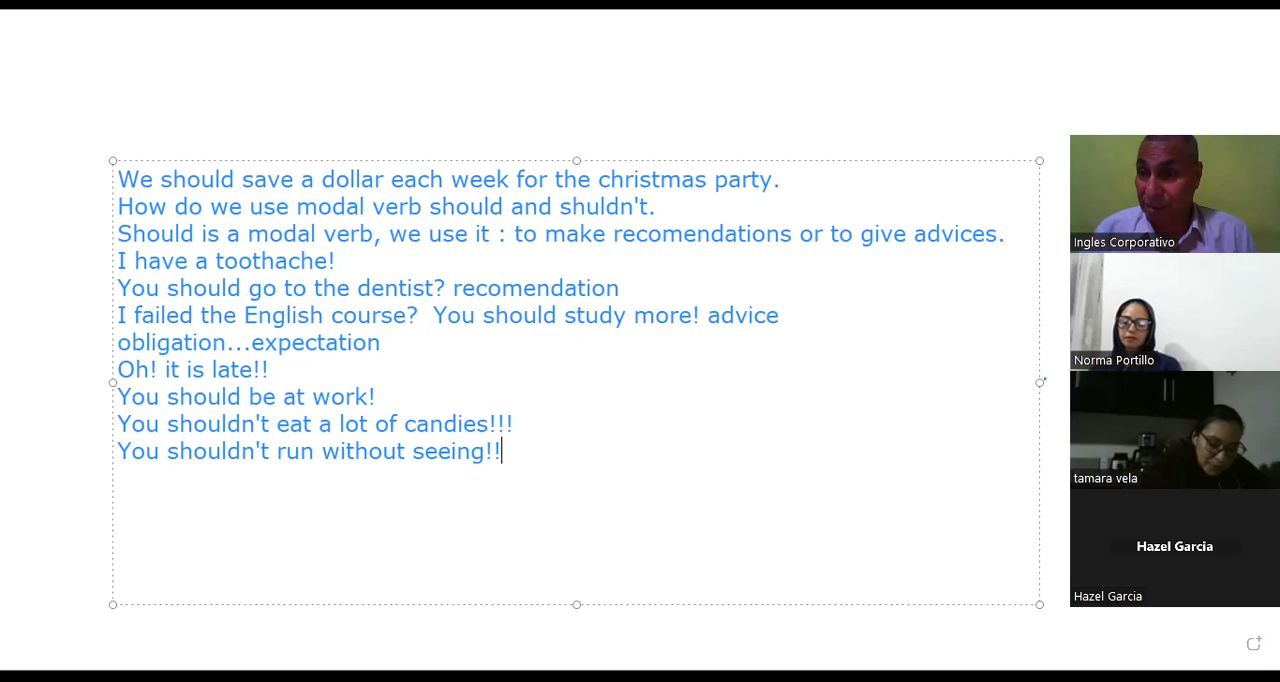 We should save a dollar each week for the christmas party.
How do we use modal verb should and shuldn't.
Should is a modal verb, we use it : to make recomendations or to give advices.
I have a toothache!
You should go to the dentist? recomendation
I failed the English course?  You should study more! advice
obligation...expectation
Oh! it is late!!
You should be at work!
You shouldn't eat a lot of candies!!!
You shouldn't run without seeing!!
Ingles Corporativo
Norma Portillo
tamara vela
Hazel Garcia
Hazel Garcia